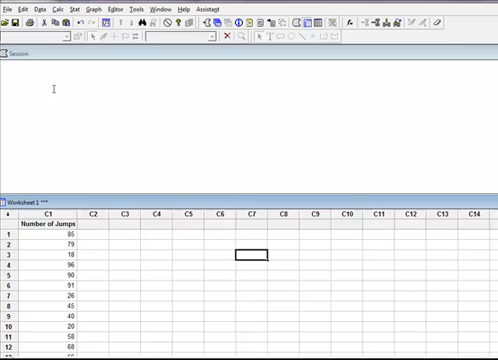 File Edit Data Calc Stat Graph Editor Tools Window Help Assistant
Session
Worksheet 1 ***
C1 C2 C3 C4 C5 C6 C7 C8 C9 C10 C11 C12 C13 C14
Number of Jumps
1 85
2 79
3 18
4 96
5 90
6 91
7 26
8 45
9 40
10 20
11 58
12 68